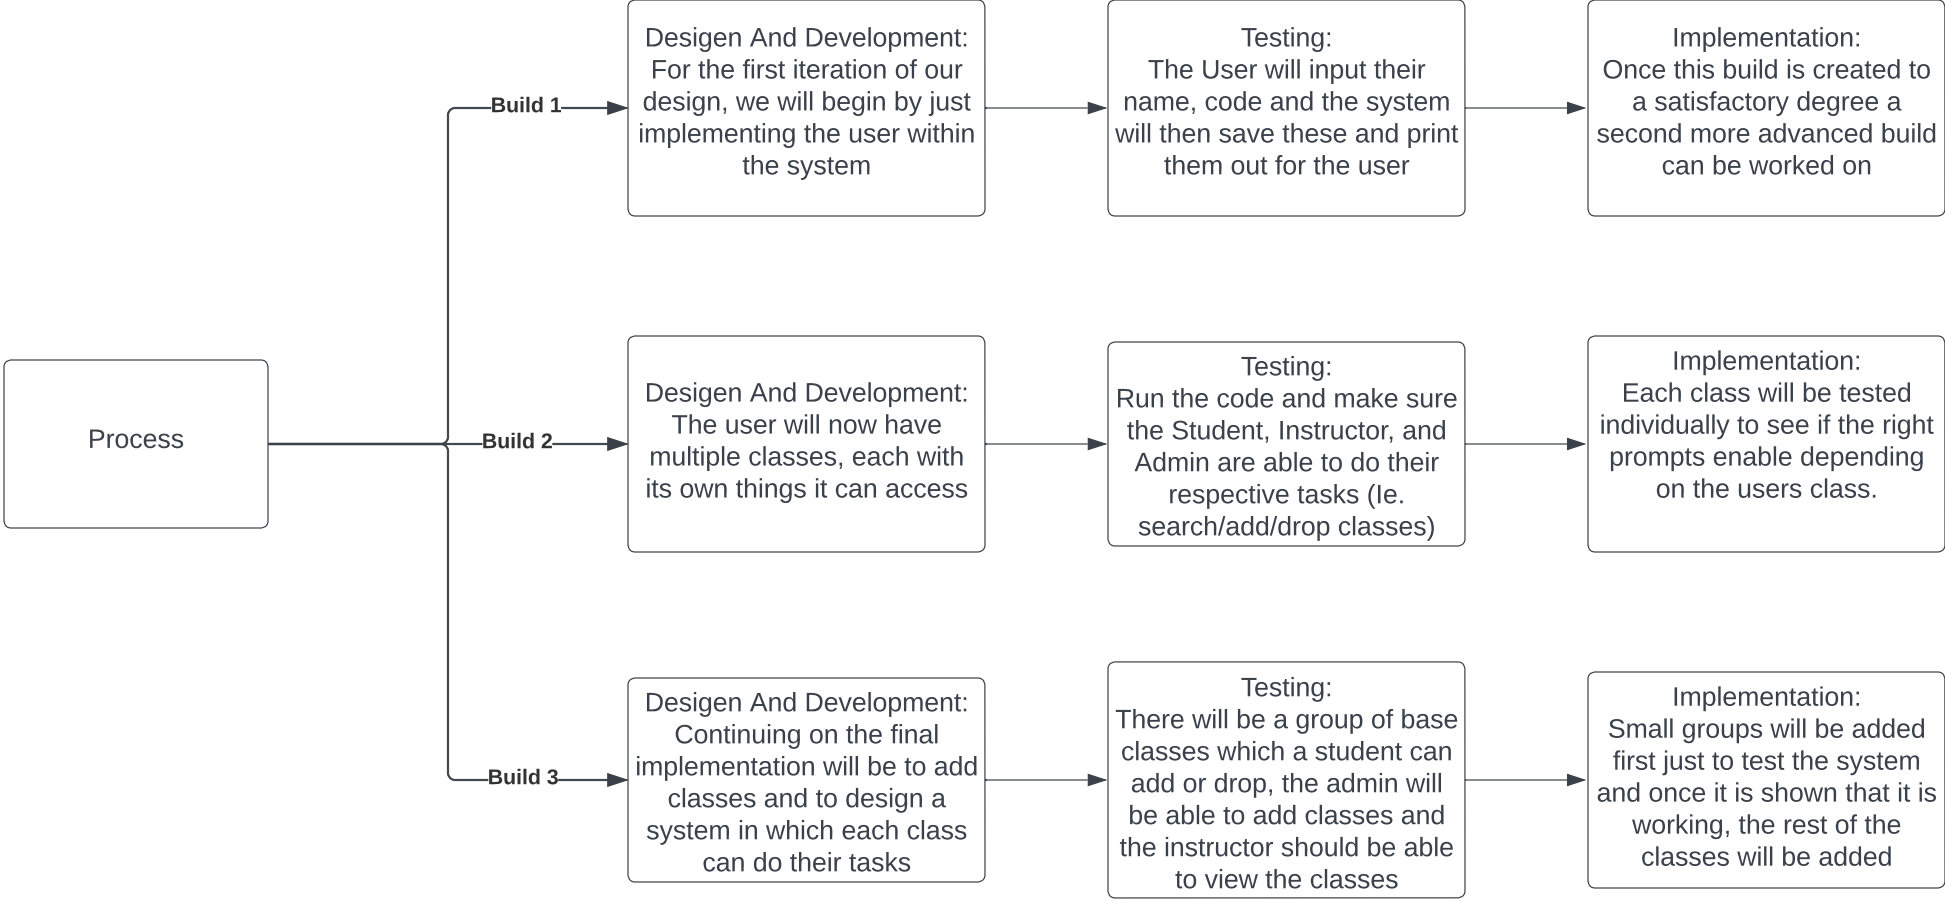 Process
Build 1
Desigen And Development:
For the first iteration of our
design, we will begin by just
implementing the user within
the system
Testing:
The User will input their
name, code and the system
will then save these and print
them out for the user
Implementation:
Once this build is created to
a satisfactory degree a
second more advanced build
can be worked on
Build 2
Desigen And Development:
The user will now have
multiple classes, each with
its own things it can access
Testing:
Run the code and make sure
the Student, Instructor, and
Admin are able to do their
respective tasks (Ie.
search/add/drop classes)
Implementation:
Each class will be tested
individually to see if the right
prompts enable depending
on the users class.
Build 3
Desigen And Development:
Continuing on the final
implementation will be to add
classes and to design a
system in which each class
can do their tasks
Testing:
There will be a group of base
classes which a student can
add or drop, the admin will
be able to add classes and
the instructor should be able
to view the classes
Implementation:
Small groups will be added
first just to test the system
and once it is shown that it is
working, the rest of the
classes will be added